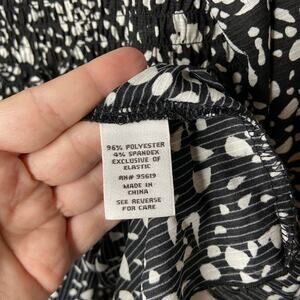 96% POLYESTER
4% SPANDEX
EXCLUSIVE OF
ELASTIC
RN# 95619
MADE IN
CHINA
SEE REVERSE
FOR CARE